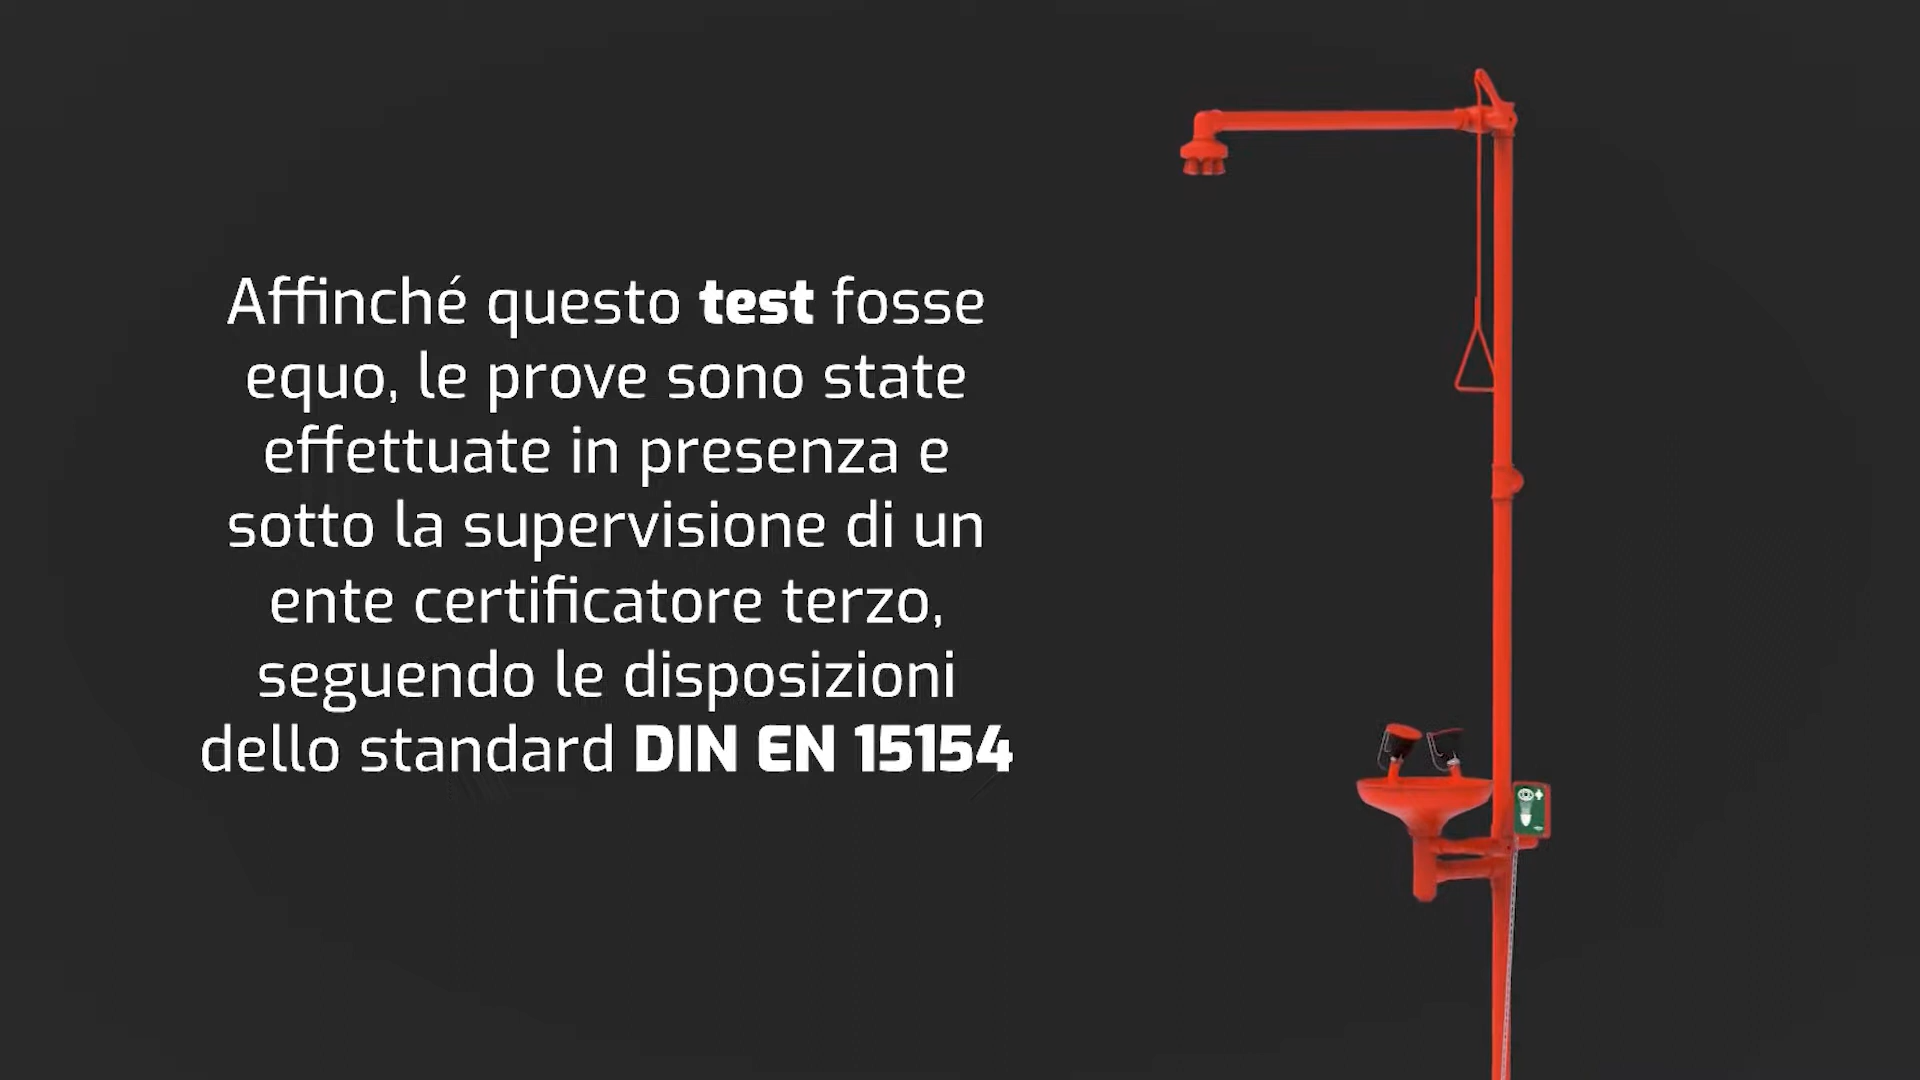 Affinché questo test fosse
equo, le prove sono state
effettuate in presenza e
sotto la supervisione di un
ente certificatore terzo,
seguendo le disposizioni
dello standard DIN EN 15154